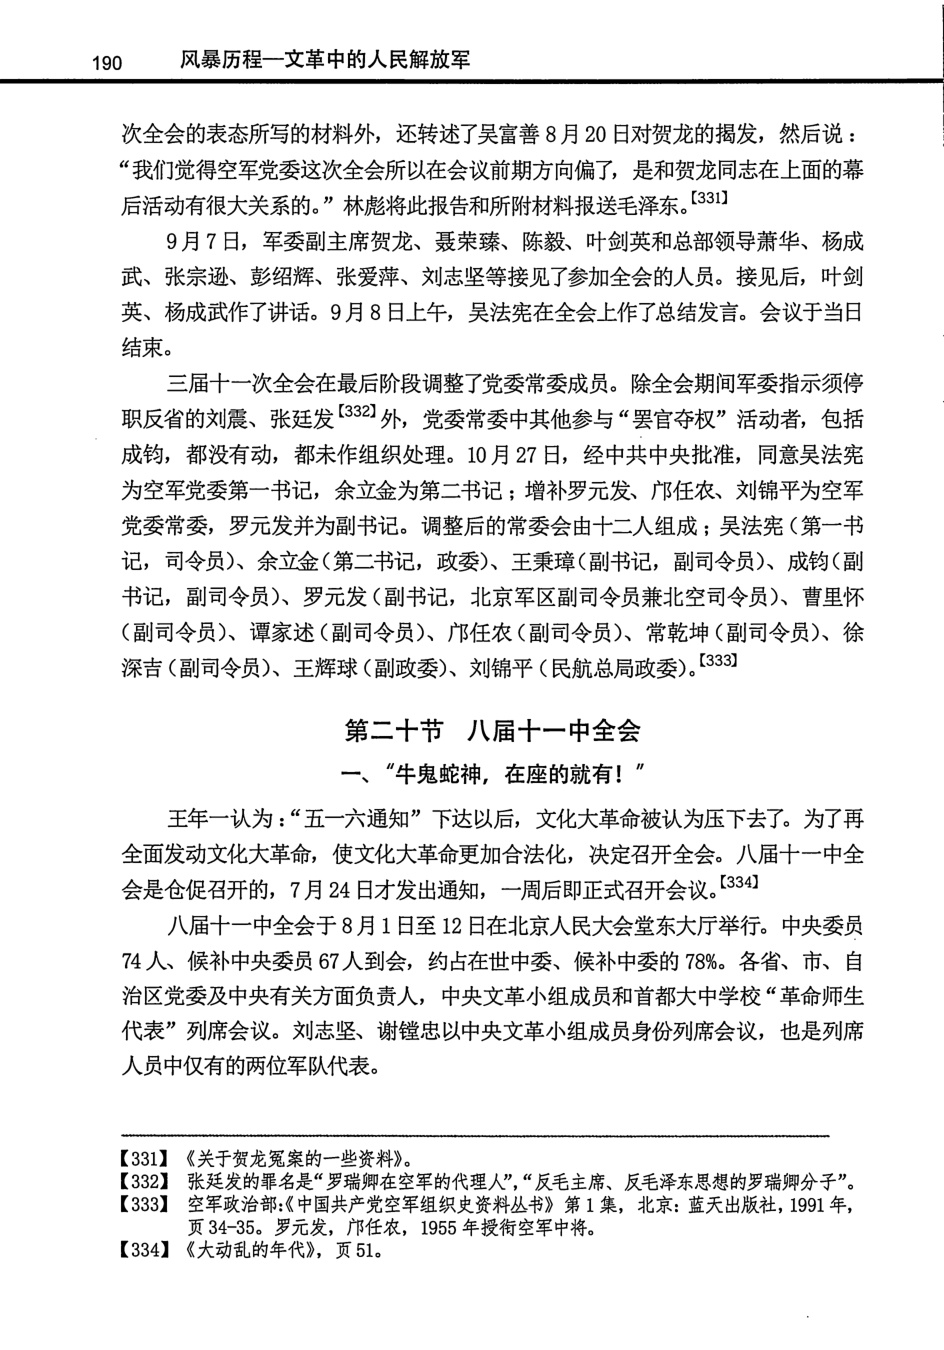 190 风暴历程—文革中的人民解放军
次全会的表态所写的材料外，还转述了吴富善8月20日对贺龙的揭发，然后说：
“我们觉得空军党委这次全会所以在会议前期方向偏了，是和贺龙同志在上面的幕
后活动有很大关系的。”林彪将此报告和所附材料报送毛泽东。【331】
9月7日，军委副主席贺龙、聂荣臻、陈毅、叶剑英和总部领导萧华、杨成
武、张宗逊、彭绍辉、张爱萍、刘志坚等接见了参加全会的人员。接见后，叶剑
英、杨成武作了讲话。9月8日上午，吴法宪在全会上作了总结发言。会议于当日
结束。
三届十一次全会在最后阶段调整了党委常委成员。除全会期间军委指示须停
职反省的刘震、张廷发【332】外，党委常委中其他参与“罢官夺权”活动者，包括
成钧，都没有动，都未作组织处理。10月27日，经中共中央批准，同意吴法宪
为空军党委第一书记，余立金为第二书记；增补罗元发、邝任农、刘锦平为空军
党委常委，罗元发并为副书记。调整后的常委会由十二人组成；吴法宪（第一书
记，司令员）、余立金（第二书记，政委）、王秉璋（副书记，副司令员）、成钧（副
书记，副司令员）、罗元发（副书记，北京军区副司令员兼北空司令员）、曹里怀
（副司令员）、谭家述（副司令员）、邝任农（副司令员）、常乾坤（副司令员）、徐
深吉（副司令员）、王辉球（副政委）、刘锦平（民航总局政委）。【333】
第二十节 八届十一中全会
一、“牛鬼蛇神，在座的就有！”
王年一认为：“五一六通知”下达以后，文化大革命被认为压下去了。为了再
全面发动文化大革命，使文化大革命更加合法化，决定召开全会。八届十一中全
会是仓促召开的，7月24日才发出通知，一周后即正式召开会议。【334】
八届十一中全会于8月1日至12日在北京人民大会堂东大厅举行。中央委员
74人、候补中央委员67人到会，约占在世中委、候补中委的78%。各省、市、自
治区党委及中央有关方面负责人，中央文革小组成员和首都大中学校“革命师生
代表”列席会议。刘志坚、谢镗忠以中央文革小组成员身份列席会议，也是列席
人员中仅有的两位军队代表。
【331】《关于贺龙冤案的一些资料》。
【332】 张廷发的罪名是“罗瑞卿在空军的代理人”，“反毛主席、反毛泽东思想的罗瑞卿分子”。
【333】 空军政治部：《中国共产党空军组织史资料丛书》第1集，北京：蓝天出版社，1991年，
页34-35。罗元发，邝任农，1955年授衔空军中将。
【334】《大动乱的年代》，页51。